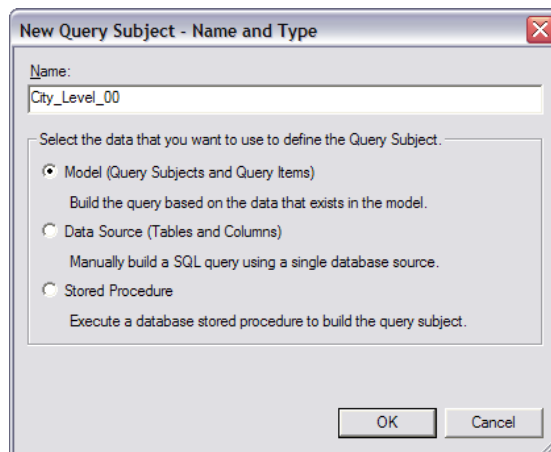 New Query Subject - Name and Type
Name:
City_Level_00
Select the data that you want to use to define the Query Subject.
Model (Query Subjects and Query Items)
Build the query based on the data that exists in the model.
Data Source (Tables and Columns)
Manually build a SQL query using a single database source.
Stored Procedure
Execute a database stored procedure to build the query subject.
OK Cancel